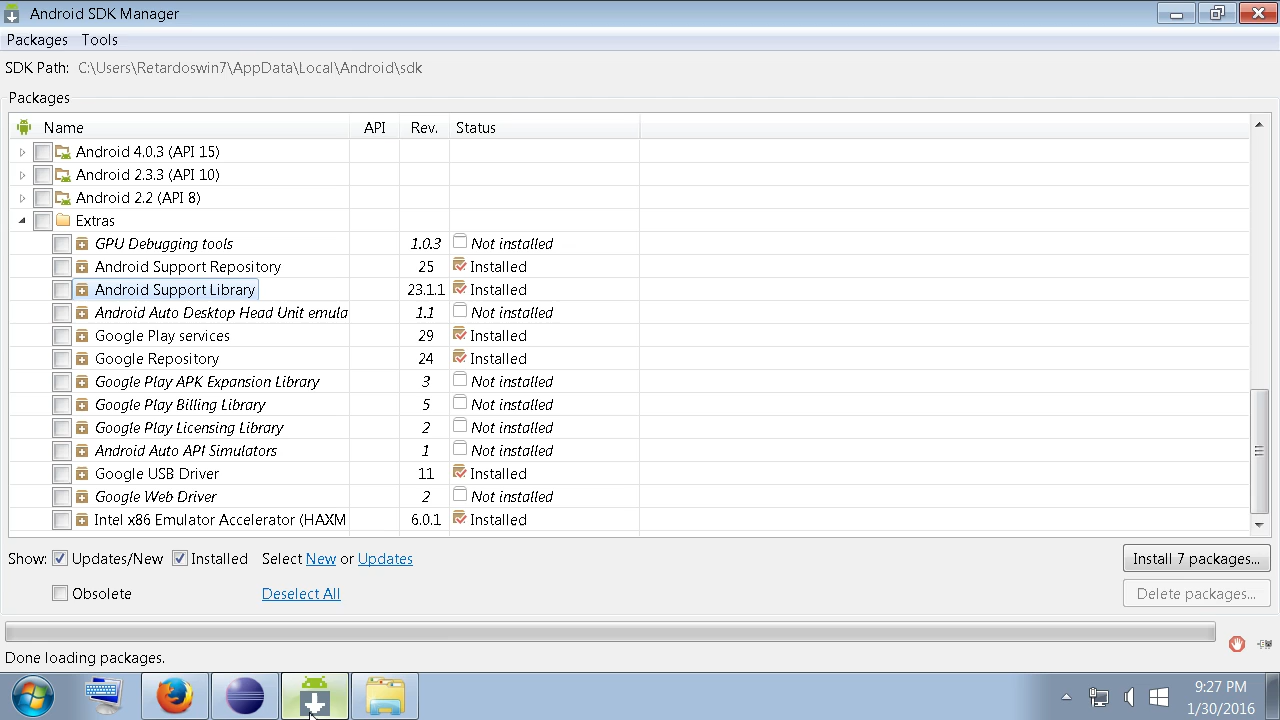 Android SDK Manager
Packages Tools
SDK Path: C:\Users\Retardoswin7\AppData\Local\Android\sdk
Packages
Name API Rev. Status
Android 4.0.3 (API 15)
Android 2.3.3 (API 10)
Android 2.2 (API 8)
Extras
GPU Debugging tools 1.0.3 Not installed
Android Support Repository 25 Installed
Android Support Library 23.1.1 Installed
Android Auto Desktop Head Unit emula 1.1 Not installed
Google Play services 29 Installed
Google Repository 24 Installed
Google Play APK Expansion Library 3 Not installed
Google Play Billing Library 5 Not installed
Google Play Licensing Library 2 Not installed
Android Auto API Simulators 1 Not installed
Google USB Driver 11 Installed
Google Web Driver 2 Not installed
Intel x86 Emulator Accelerator (HAXM 6.0.1 Installed
Show: Updates/New Installed Select New or Updates Install 7 packages...
Obsolete Deselect All Delete packages...
Done loading packages.
9:27 PM
1/30/2016